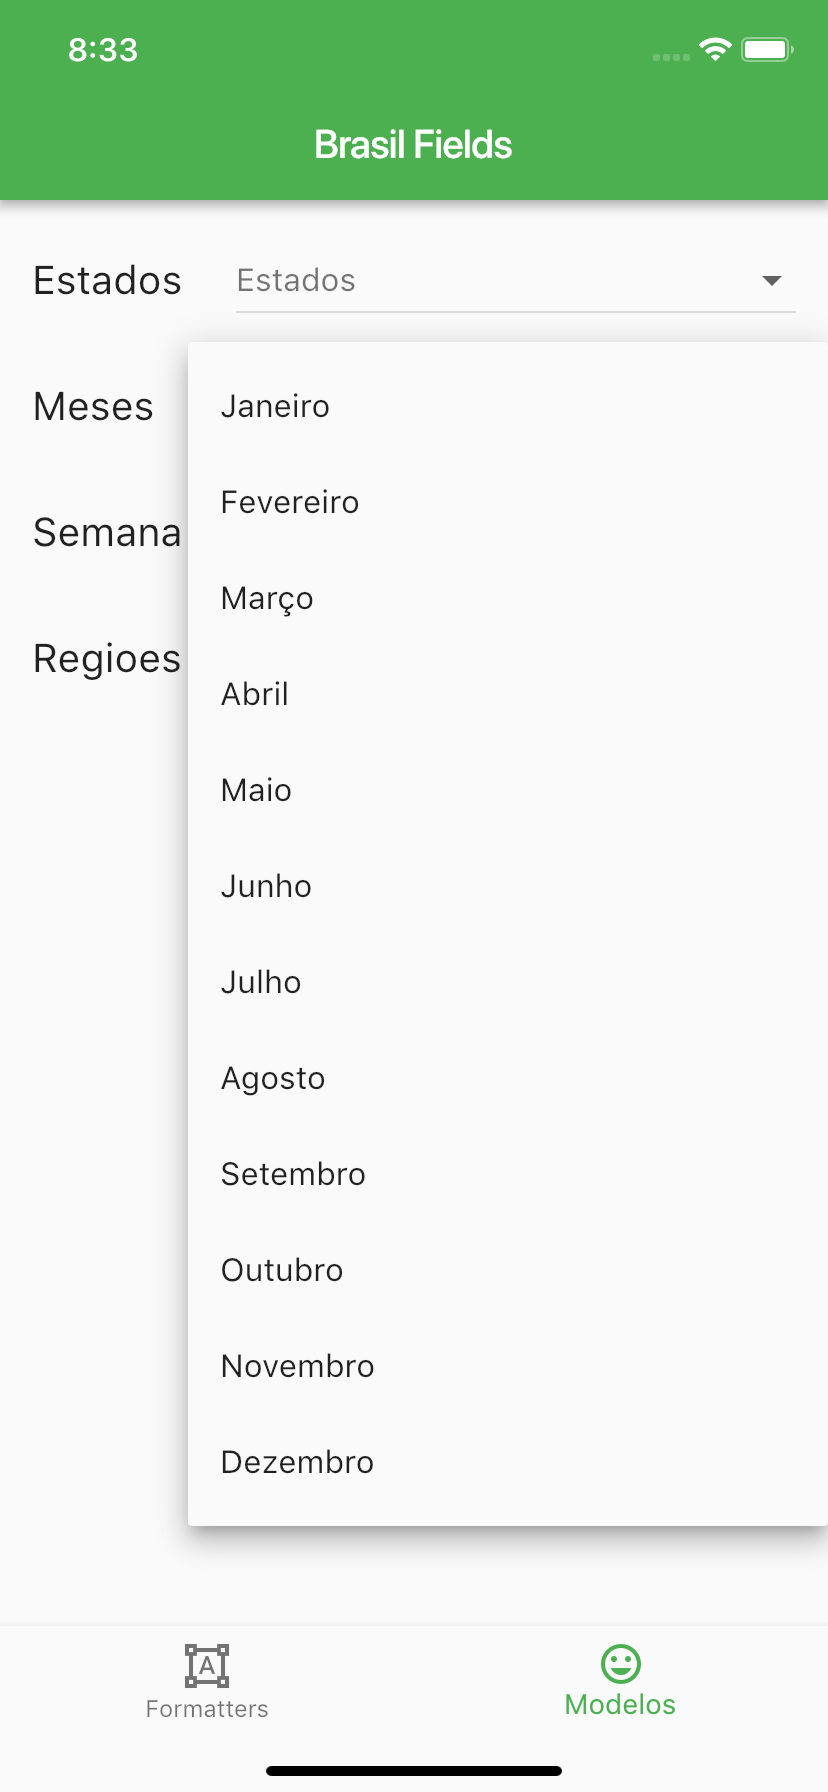 8:33
Brasil Fields
Estados Estados
Meses
Janeiro
Fevereiro
Semana
Março
Regioes
Abril
Maio
Junho
Julho
Agosto
Setembro
Outubro
Novembro
Dezembro
A
Formatters
Modelos